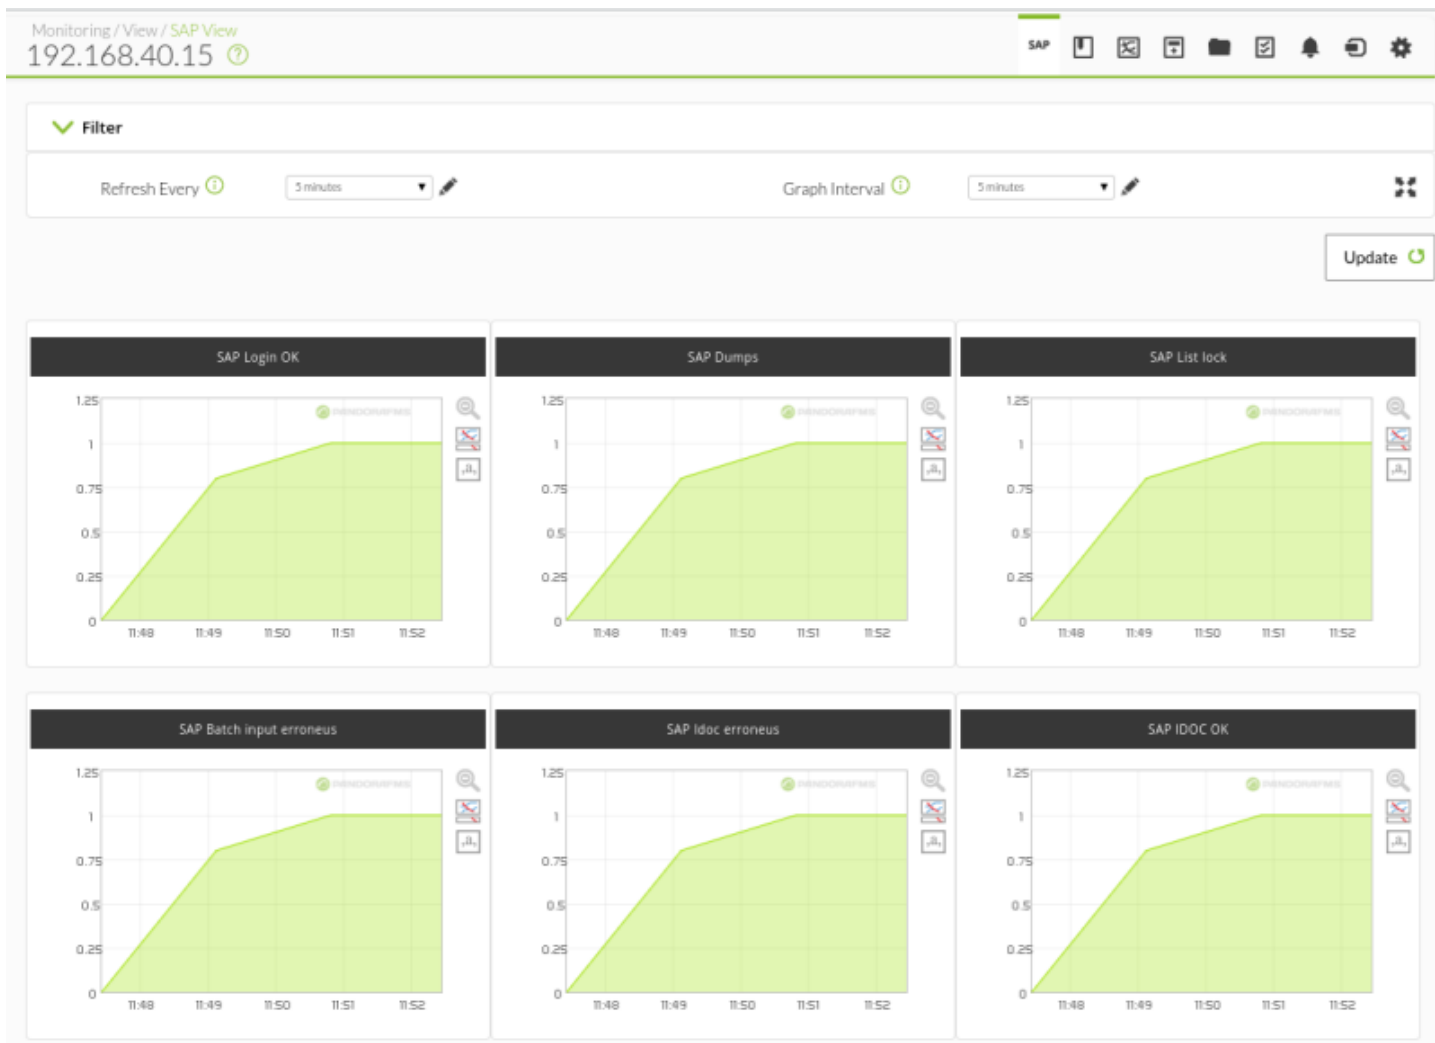 Monitoring / View / SAP View
192.168.40.15 ?
SAP
Filter
Refresh Every 5 minutes Graph Interval 5 minutes
Update
SAP Login OK SAP Dumps SAP List lock
1.25 PANDORAFMS 1.25 PANDORAFMS 1.25 PANDORAFMS
1 1 1
0.75 0.75 0.75
0.5 0.5 0.5
0.25 0.25 0.25
0 0 0
11:48 11:49 11:50 11:51 11:52 11:48 11:49 11:50 11:51 11:52 11:48 11:49 11:50 11:51 11:52
SAP Batch input erroneus SAP Idoc erroneus SAP IDOC OK
1.25 PANDORAFMS 1.25 PANDORAFMS 1.25 PANDORAFMS
1 1 1
0.75 0.75 0.75
0.5 0.5 0.5
0.25 0.25 0.25
0 0 0
11:48 11:49 11:50 11:51 11:52 11:48 11:49 11:50 11:51 11:52 11:48 11:49 11:50 11:51 11:52